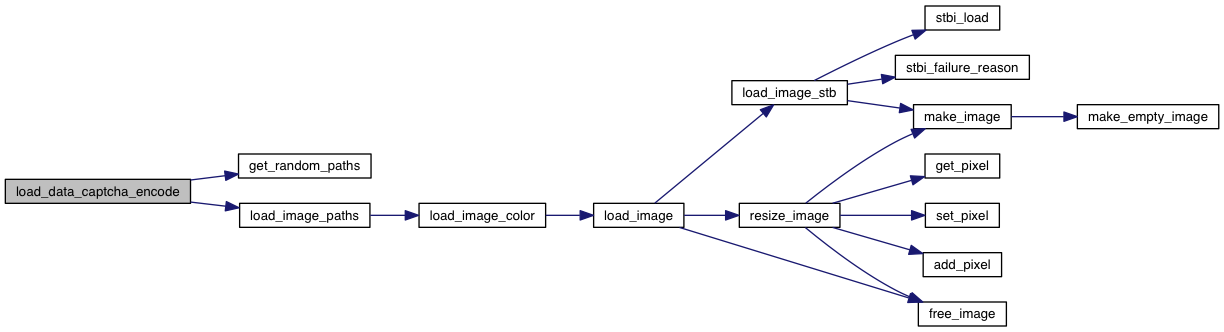 load_data_captcha_encode
get_random_paths
load_image_paths
load_image_color
load_image
load_image_stb
resize_image
stbi_load
stbi_failure_reason
make_image
get_pixel
set_pixel
add_pixel
free_image
make_empty_image